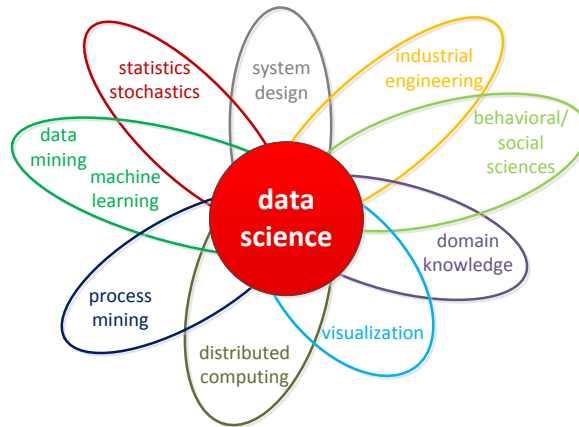 statistics
stochastics
system
design
industrial
engineering
behavioral/
social
sciences
data
mining
machine
learning
data
science
domain
knowledge
process
mining
visualization
distributed
computing